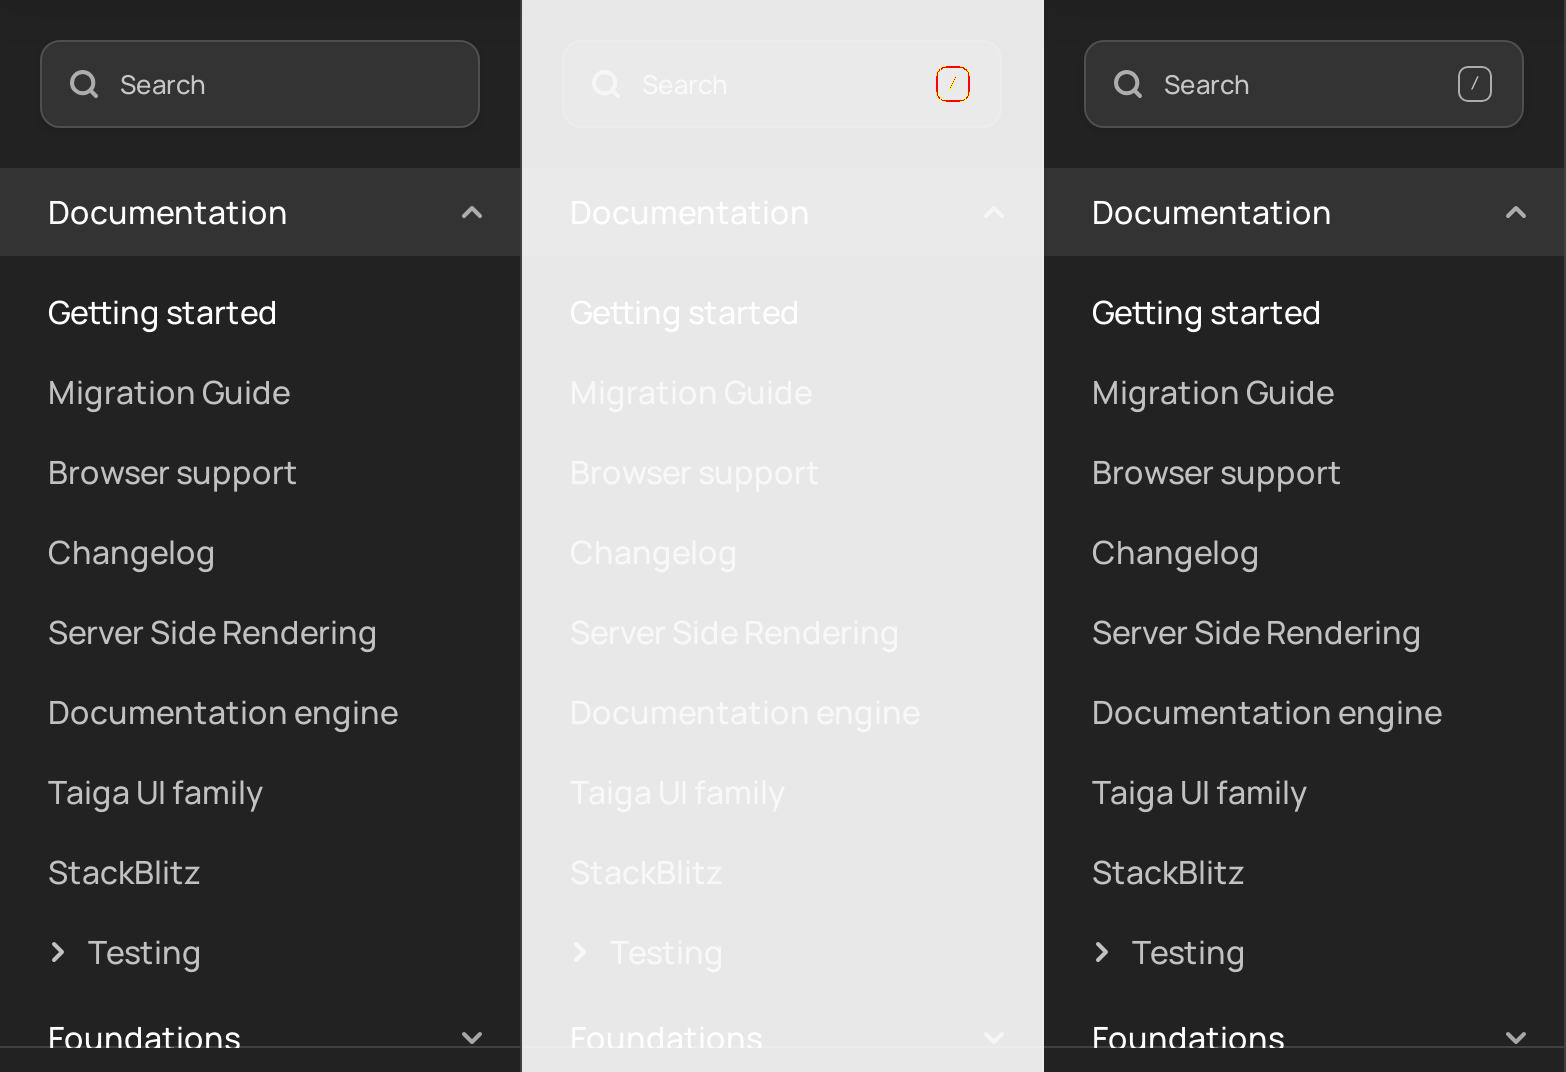 Search
Documentation
Getting started
Migration Guide
Browser support
Changelog
Server Side Rendering
Documentation engine
Taiga UI family
StackBlitz
Testing
Foundations
Search /
Documentation
Getting started
Migration Guide
Browser support
Changelog
Server Side Rendering
Documentation engine
Taiga UI family
StackBlitz
Testing
Foundations
Search /
Documentation
Getting started
Migration Guide
Browser support
Changelog
Server Side Rendering
Documentation engine
Taiga UI family
StackBlitz
Testing
Foundations